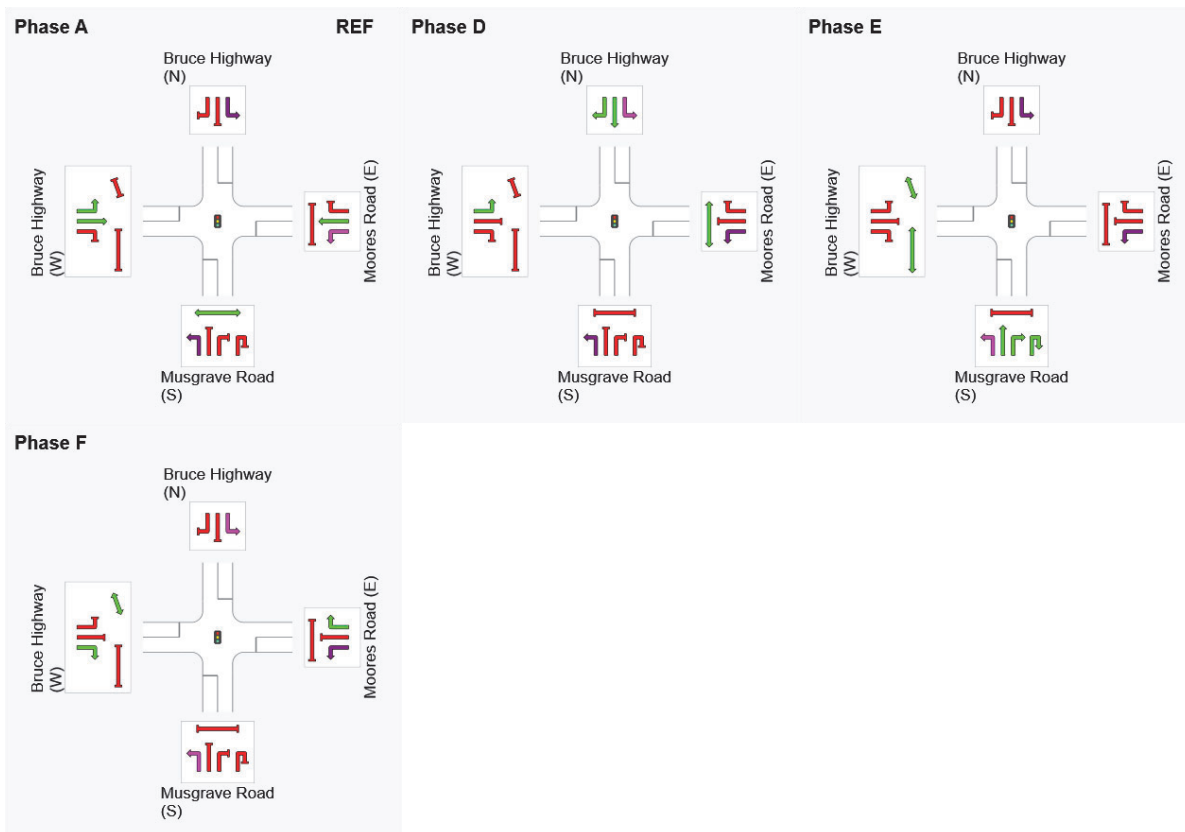 Phase A
REF
Bruce Highway
(N)
Bruce Highway
(W)
Moores Road (E)
Musgrave Road
(S)
Phase D
Bruce Highway
(N)
Bruce Highway
(W)
Moores Road (E)
Musgrave Road
(S)
Phase E
Bruce Highway
(N)
Bruce Highway
(W)
Moores Road (E)
Musgrave Road
(S)
Phase F
Bruce Highway
(N)
Bruce Highway
(W)
Moores Road (E)
Musgrave Road
(S)